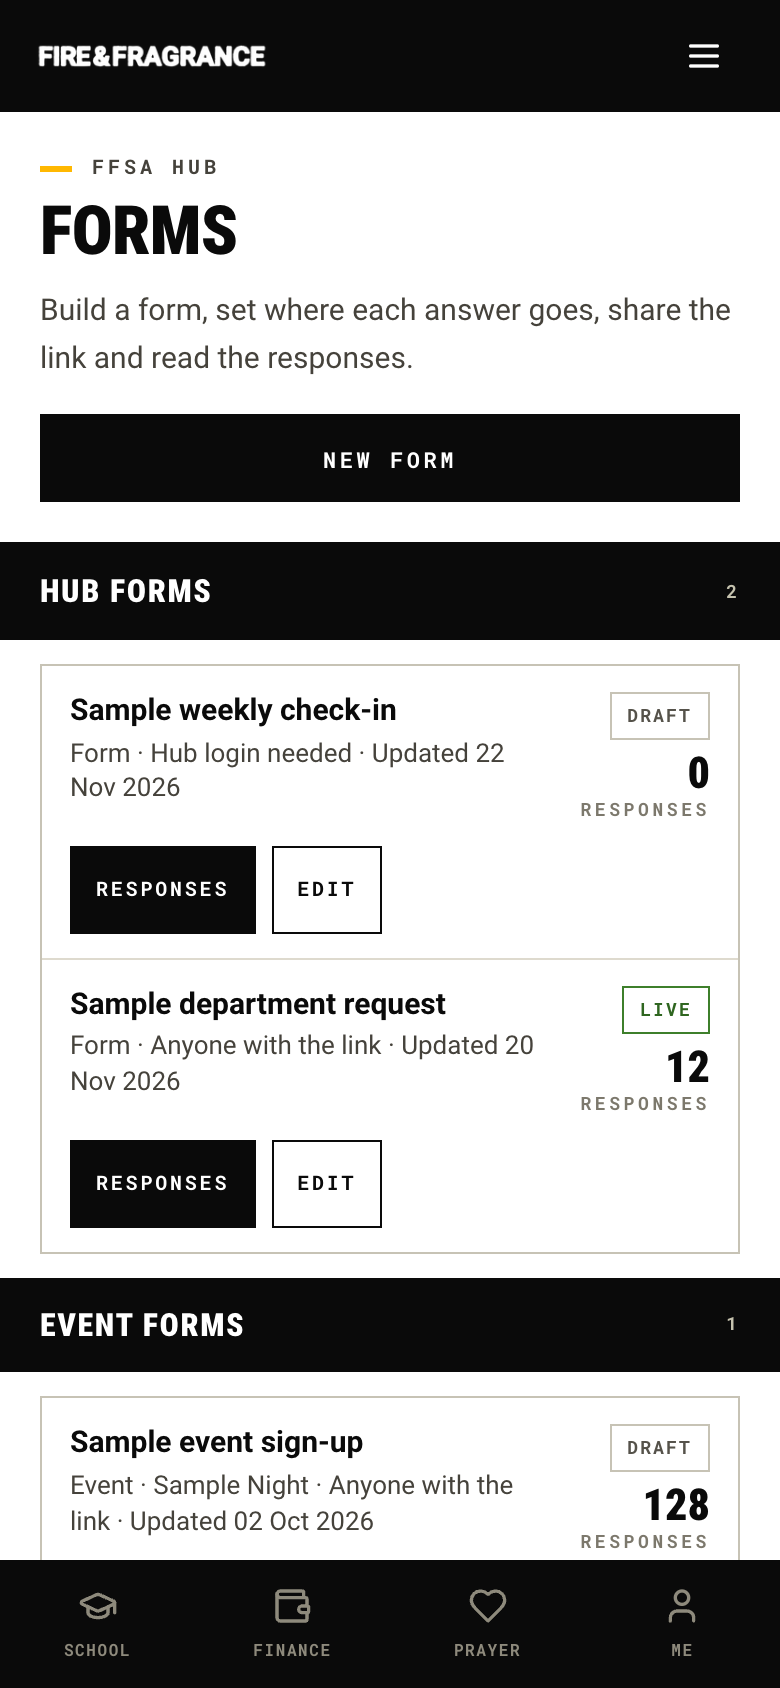 FIRE&FRAGRANCE
FFSA HUB
FORMS
Build a form, set where each answer goes, share the
link and read the responses.
NEW FORM
HUB FORMS
2
Sample weekly check-in
DRAFT
Form · Hub login needed · Updated 22
Nov 2026
0
RESPONSES
RESPONSES
EDIT
Sample department request
LIVE
Form · Anyone with the link · Updated 20
Nov 2026
12
RESPONSES
RESPONSES
EDIT
EVENT FORMS
1
Sample event sign-up
DRAFT
Event · Sample Night · Anyone with the
link · Updated 02 Oct 2026
128
RESPONSES
SCHOOL
FINANCE
PRAYER
ME